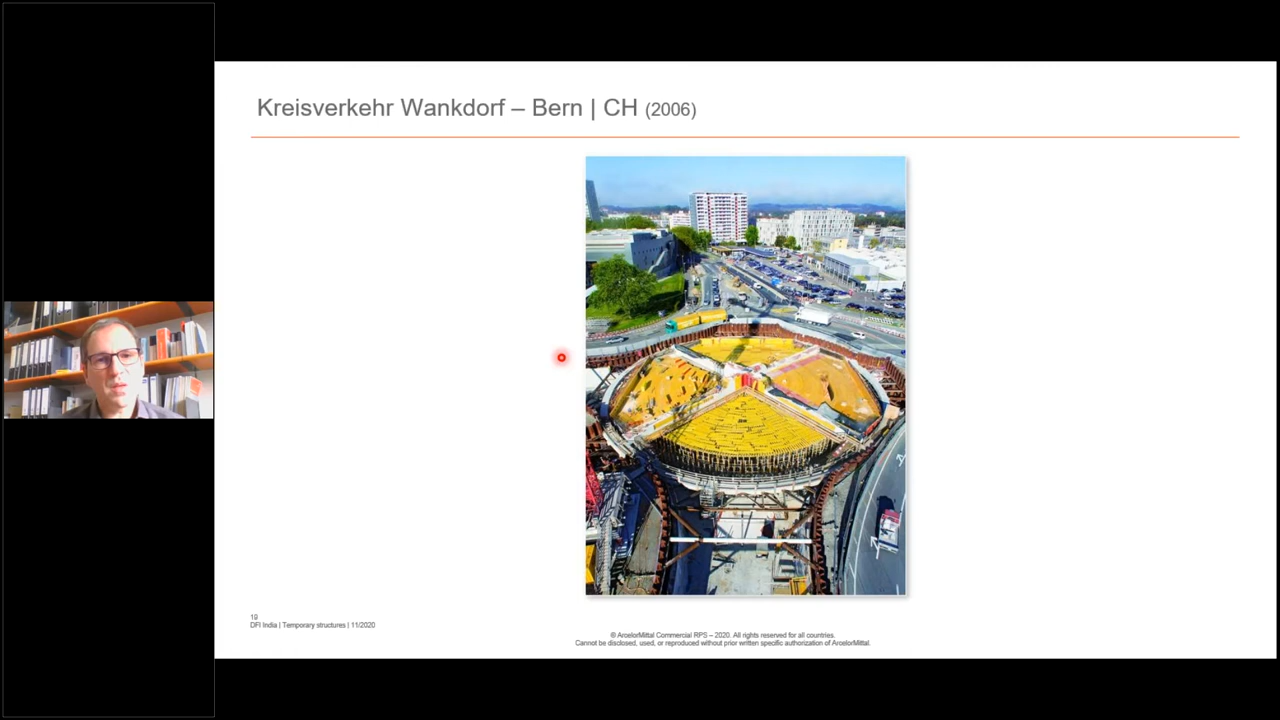 Kreisverkehr Wankdorf – Bern | CH (2006)
19
DFI India | Temporary structures | 11/2020
© ArcelorMittal Commercial RPS – 2020. All rights reserved for all countries.
Cannot be disclosed, used, or reproduced without prior written specific authorization of ArcelorMittal.